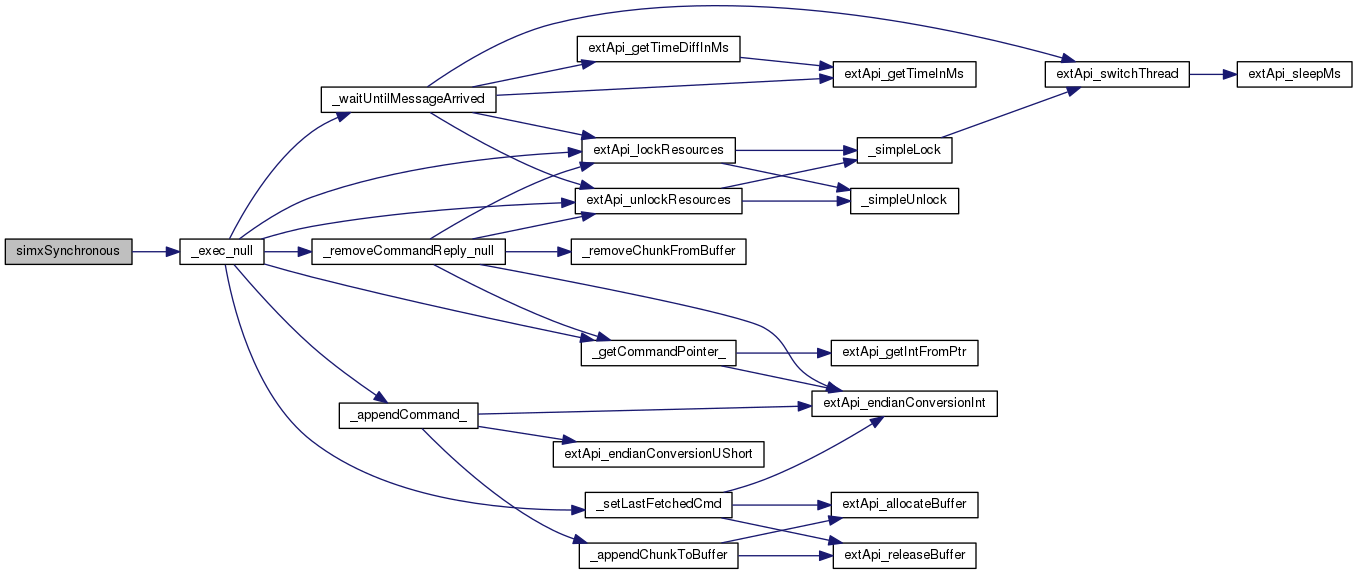 simxSynchronous
_exec_null
_waitUntilMessageArrived
_removeCommandReply_null
_appendCommand_
extApi_getTimeDiffInMs
extApi_lockResources
extApi_unlockResources
_removeChunkFromBuffer
_getCommandPointer_
extApi_endianConversionUShort
_setLastFetchedCmd
_appendChunkToBuffer
extApi_getTimeInMs
_simpleLock
_simpleUnlock
extApi_getIntFromPtr
extApi_endianConversionInt
extApi_allocateBuffer
extApi_releaseBuffer
extApi_switchThread
extApi_sleepMs